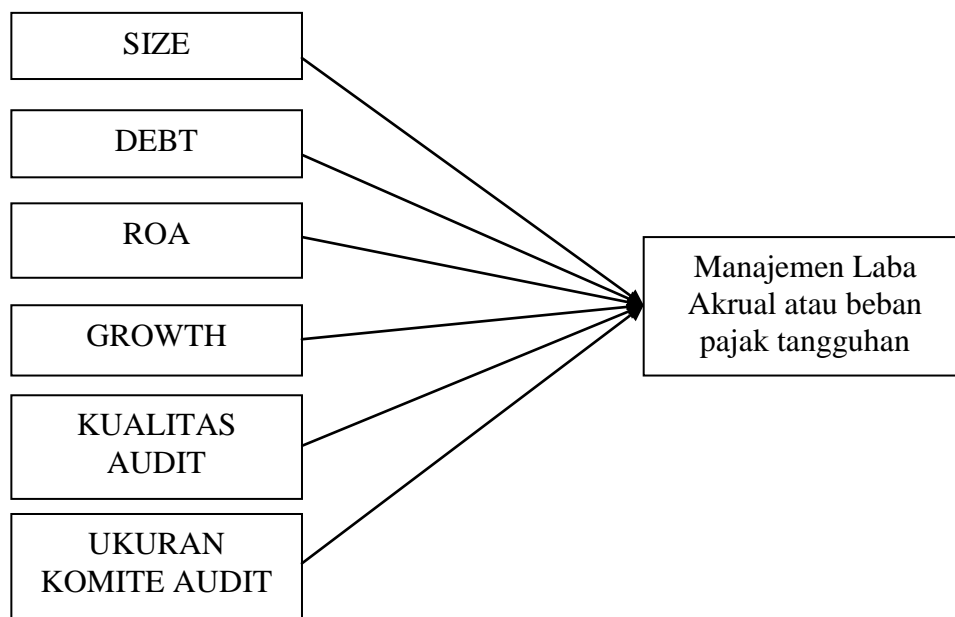 SIZE
DEBT
ROA
GROWTH
KUALITAS
AUDIT
UKURAN
KOMITE AUDIT
Manajemen Laba
Akrual atau beban
pajak tangguhan